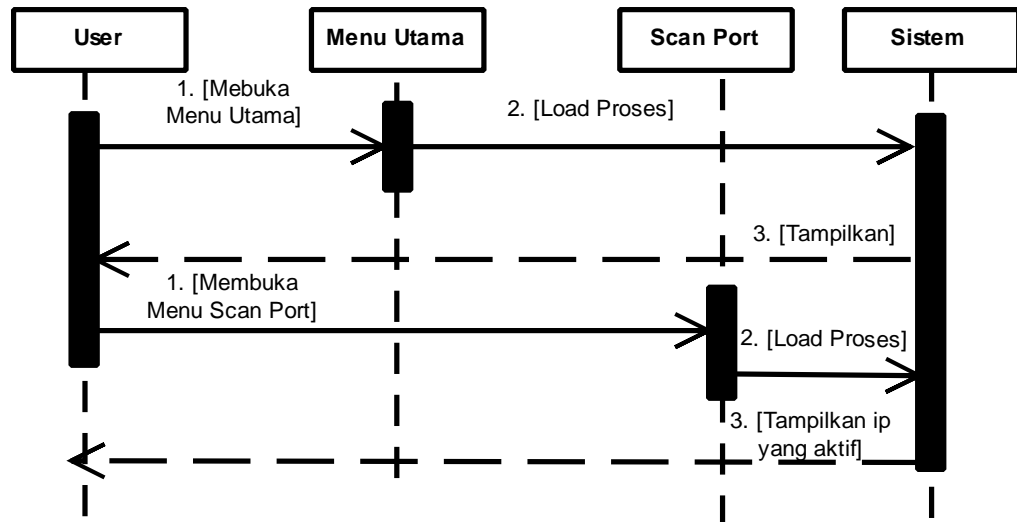 User
Menu Utama
Scan Port
Sistem
1. [Mebuka
Menu Utama]
2. [Load Proses]
3. [Tampilkan]
1. [Membuka
Menu Scan Port]
2. [Load Proses]
3. [Tampilkan ip
yang aktif]